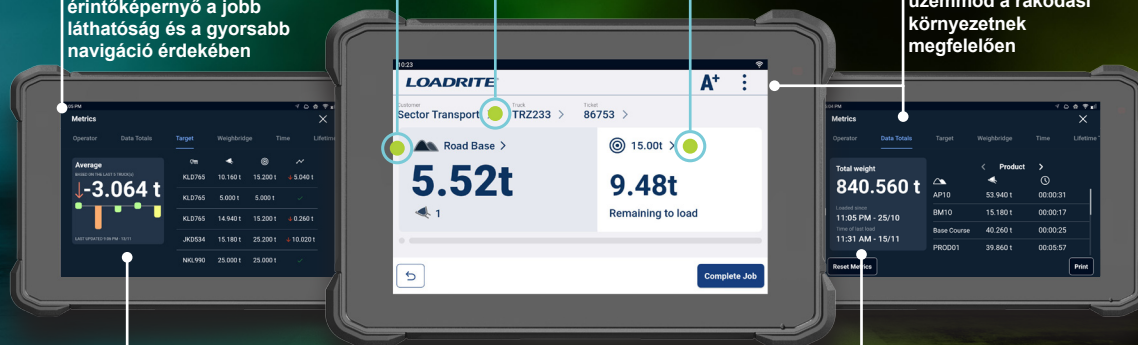 érintőképernyő a jobb
láthatóság és a gyorsabb
navigáció érdekében
üzemmód a rakodási
környezetnek
megfelelően
Metrics
Operator Data Totals Target Weighbridge Time Lifetime
Average
BASED ON THE LAST 5 TRUCK(S)
↓-3.064 t
KLD765 10.160 t 15.200 t ↓ 5.040 t
KLD765 5.000 t 5.000 t ✓
KLD765 14.940 t 15.200 t ↓ 0.260 t
JKD534 15.180 t 25.200 t ↓ 10.020 t
NKL990 25.000 t 25.000 t ✓
10:23
LOADRITE
A+
Customer Truck Ticket
Sector Transport TRZ233 > 86753 >
Road Base >
5.52t
1
15.00t >
9.48t
Remaining to load
Complete Job
Metrics
Operator Data Totals Target Weighbridge Time Lifetime
Total weight
840.560 t
Loaded since
11:05 PM - 25/10
Time of last load
11:31 AM - 15/11
< Product >
AP10 53.940 t 00:00:31
BM10 15.180 t 00:00:17
Base Course 40.260 t 00:00:25
PROD01 39.860 t 00:05:57
Reset Metrics
Print